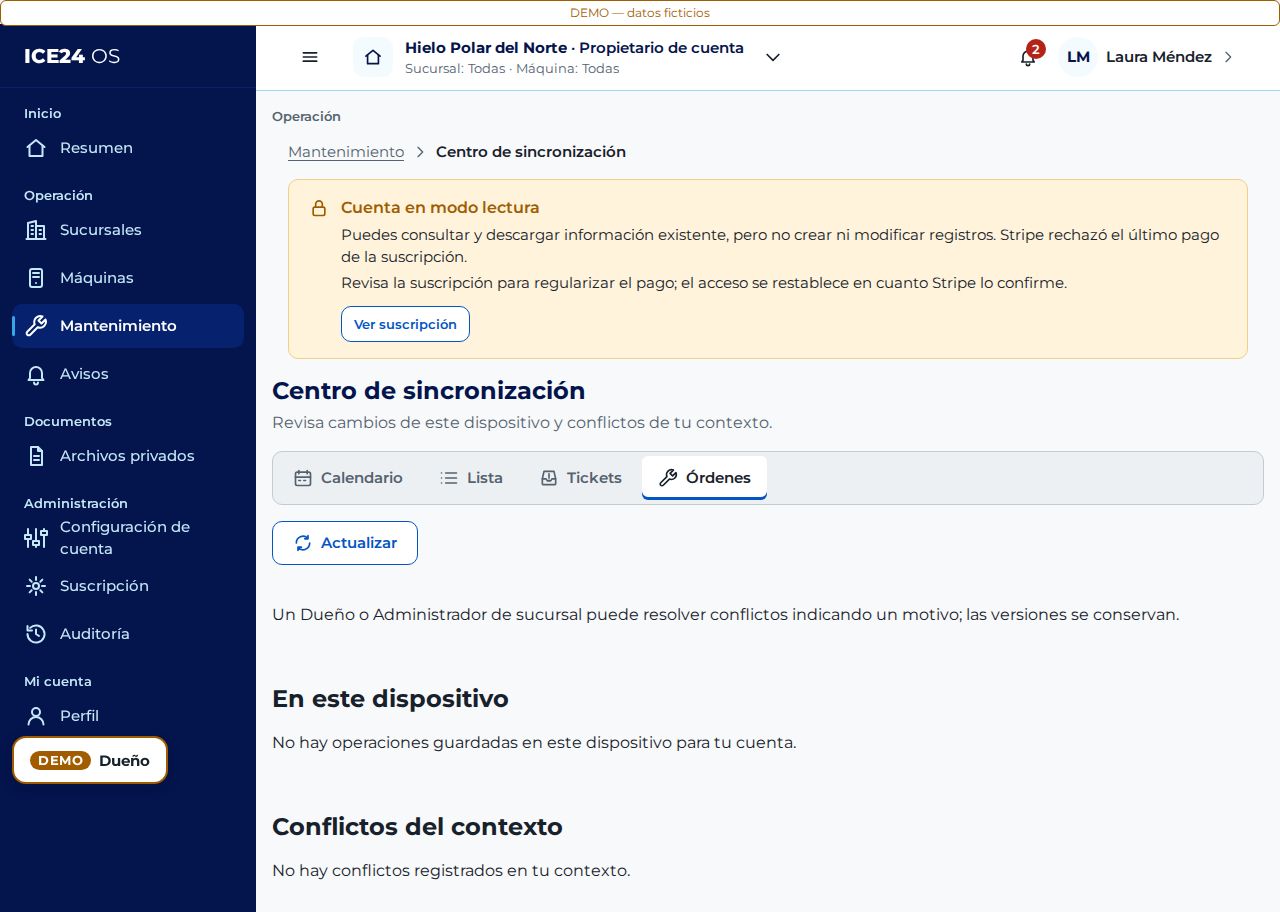 DEMO — datos ficticios
ICE24 OS
Hielo Polar del Norte · Propietario de cuenta
Sucursal: Todas · Máquina: Todas
2
LM
Laura Méndez
Inicio
Resumen
Operación
Sucursales
Máquinas
Mantenimiento
Avisos
Documentos
Archivos privados
Administración
Configuración de
cuenta
Suscripción
Auditoría
Mi cuenta
Perfil
DEMO Dueño
Operación
Mantenimiento > Centro de sincronización
Cuenta en modo lectura
Puedes consultar y descargar información existente, pero no crear ni modificar registros. Stripe rechazó el último pago
de la suscripción.
Revisa la suscripción para regularizar el pago; el acceso se restablece en cuanto Stripe lo confirme.
Ver suscripción
Centro de sincronización
Revisa cambios de este dispositivo y conflictos de tu contexto.
Calendario
Lista
Tickets
Órdenes
Actualizar
Un Dueño o Administrador de sucursal puede resolver conflictos indicando un motivo; las versiones se conservan.
En este dispositivo
No hay operaciones guardadas en este dispositivo para tu cuenta.
Conflictos del contexto
No hay conflictos registrados en tu contexto.